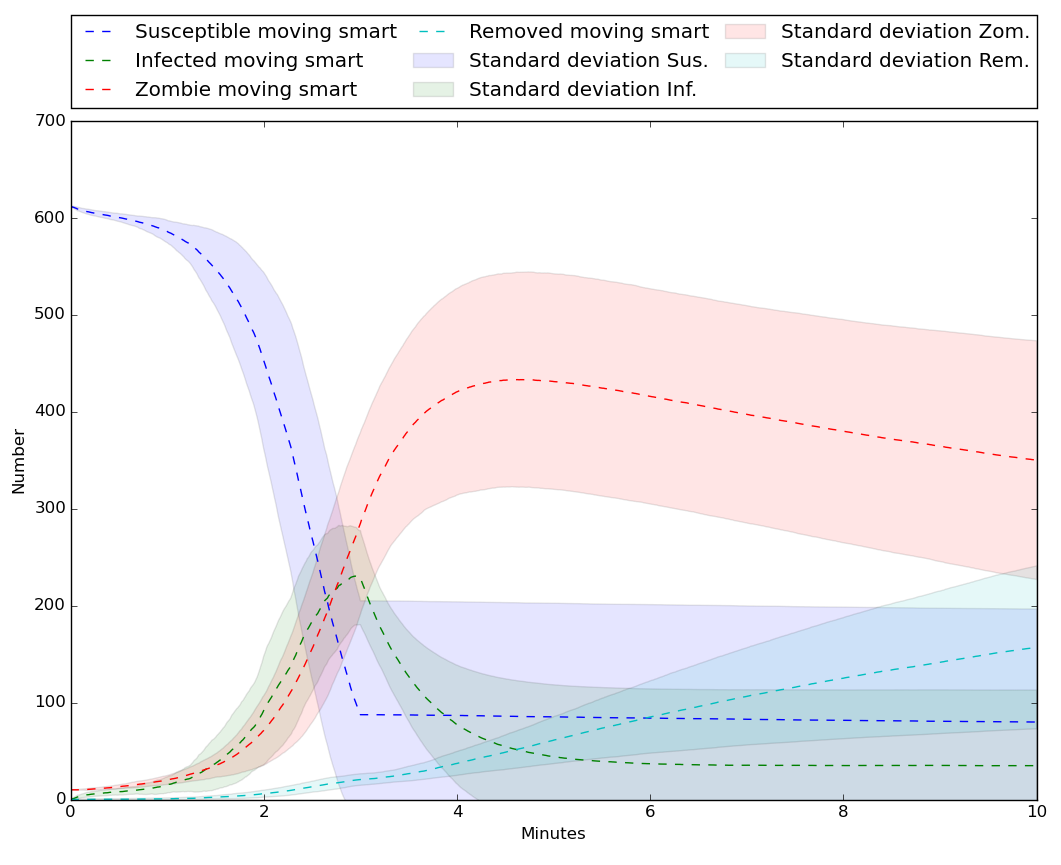 Susceptible moving smart
Infected moving smart
Zombie moving smart
Removed moving smart
Standard deviation Sus.
Standard deviation Inf.
Standard deviation Zom.
Standard deviation Rem.
700
600
500
400
300
200
100
0
Number
0 2 4 6 8 10
Minutes